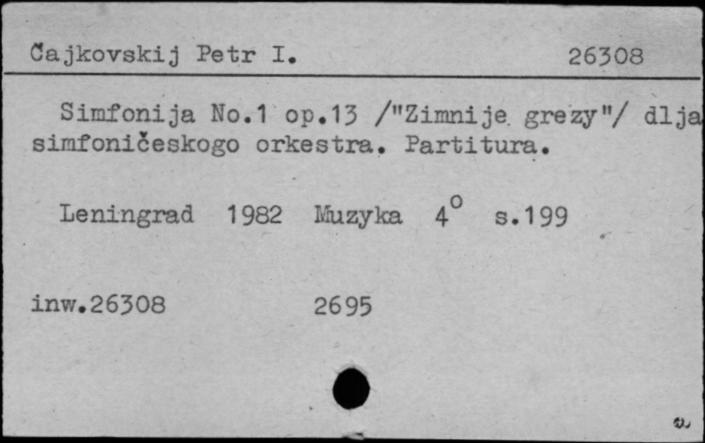 Čajkovskij Petr I. 26308
Simfonija No.1 op.13 /"Zimnije grezy"/ dlja
simfoničeskogo orkestra. Partitura.
Leningrad 1982 Muzyka 4° s.199
inw.26308 2695